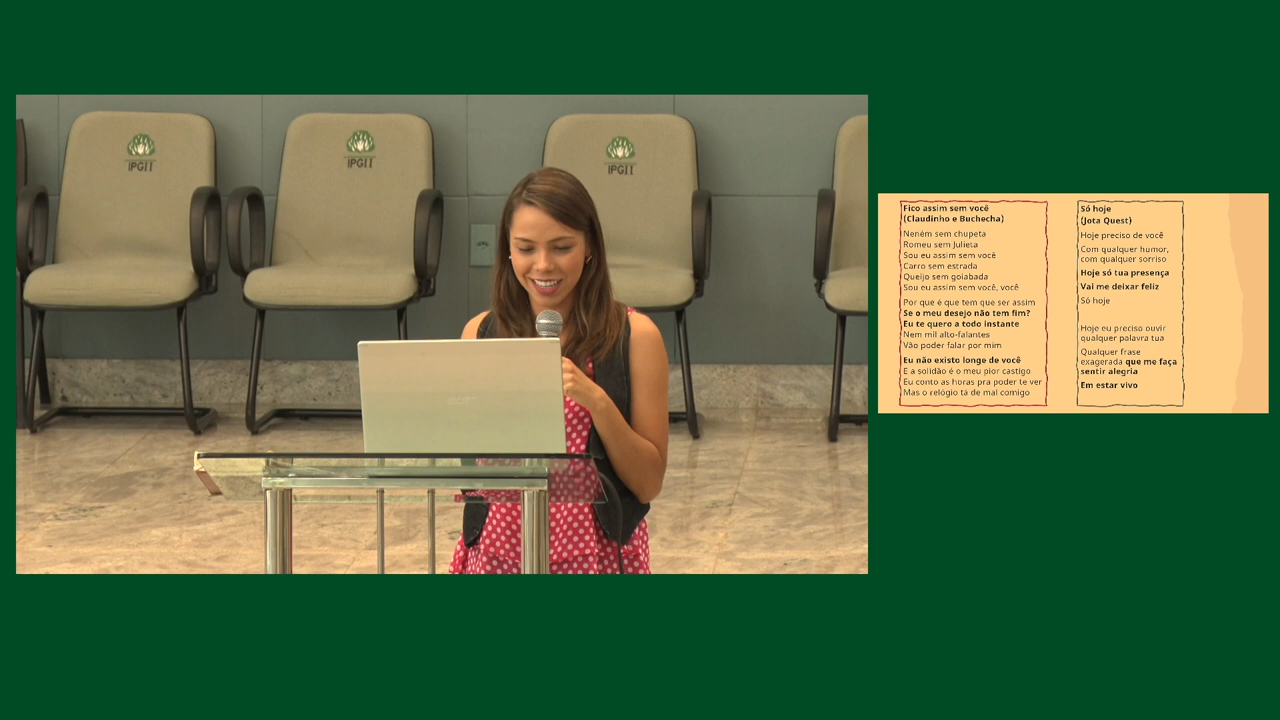 IPGII
IPGII
IPGII
Fico assim sem você
(Claudinho e Buchecha)
Neném sem chupeta
Romeu sem Julieta
Sou eu assim sem você
Carro sem estrada
Queijo sem goiabada
Sou eu assim sem você, você
Por que é que tem que ser assim
Se o meu desejo não tem fim?
Eu te quero a todo instante
Nem mil alto-falantes
Vão poder falar por mim
Eu não existo longe de você
E a solidão é o meu pior castigo
Eu conto as horas pra poder te ver
Mas o relógio tá de mal comigo
Só hoje
(Jota Quest)
Hoje preciso de você
Com qualquer humor,
com qualquer sorriso
Hoje só tua presença
Vai me deixar feliz
Só hoje
Hoje eu preciso ouvir
qualquer palavra tua
Qualquer frase
exagerada que me faça
sentir alegria
Em estar vivo